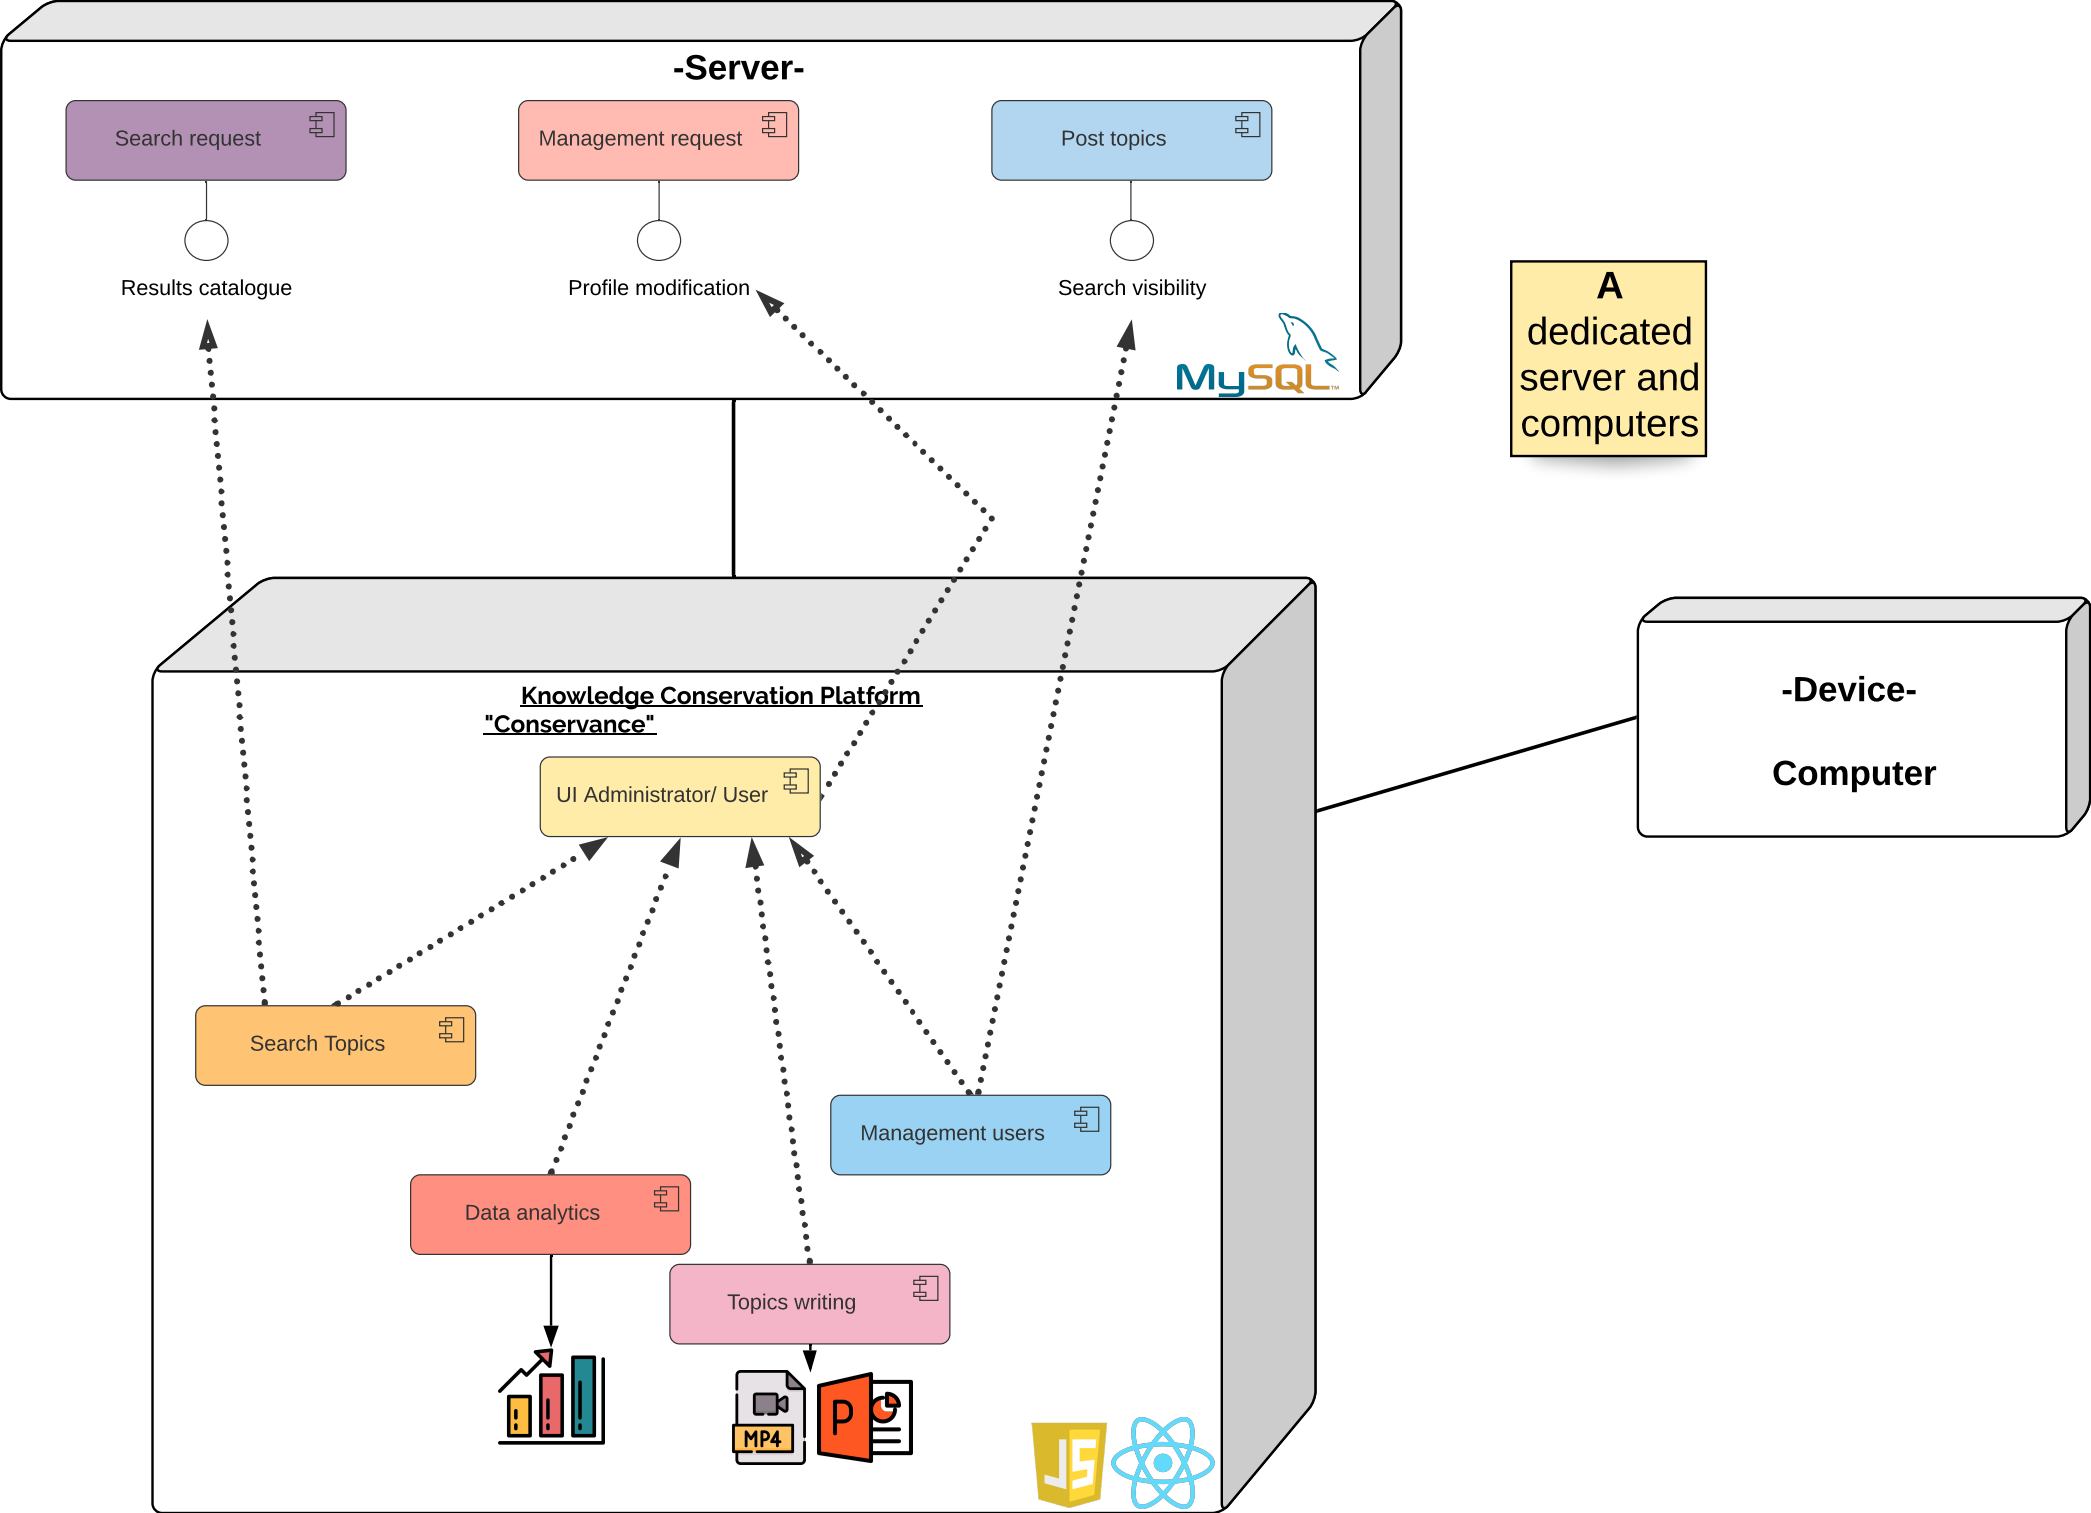 -Server-
Search request
Management request
Post topics
Results catalogue
Profile modification
Search visibility
MySQL™
A
dedicated
server and
computers
Knowledge Conservation Platform
"Conservance"
UI Administrator/ User
-Device-
Computer
Search Topics
Management users
Data analytics
Topics writing
MP4
P
JS